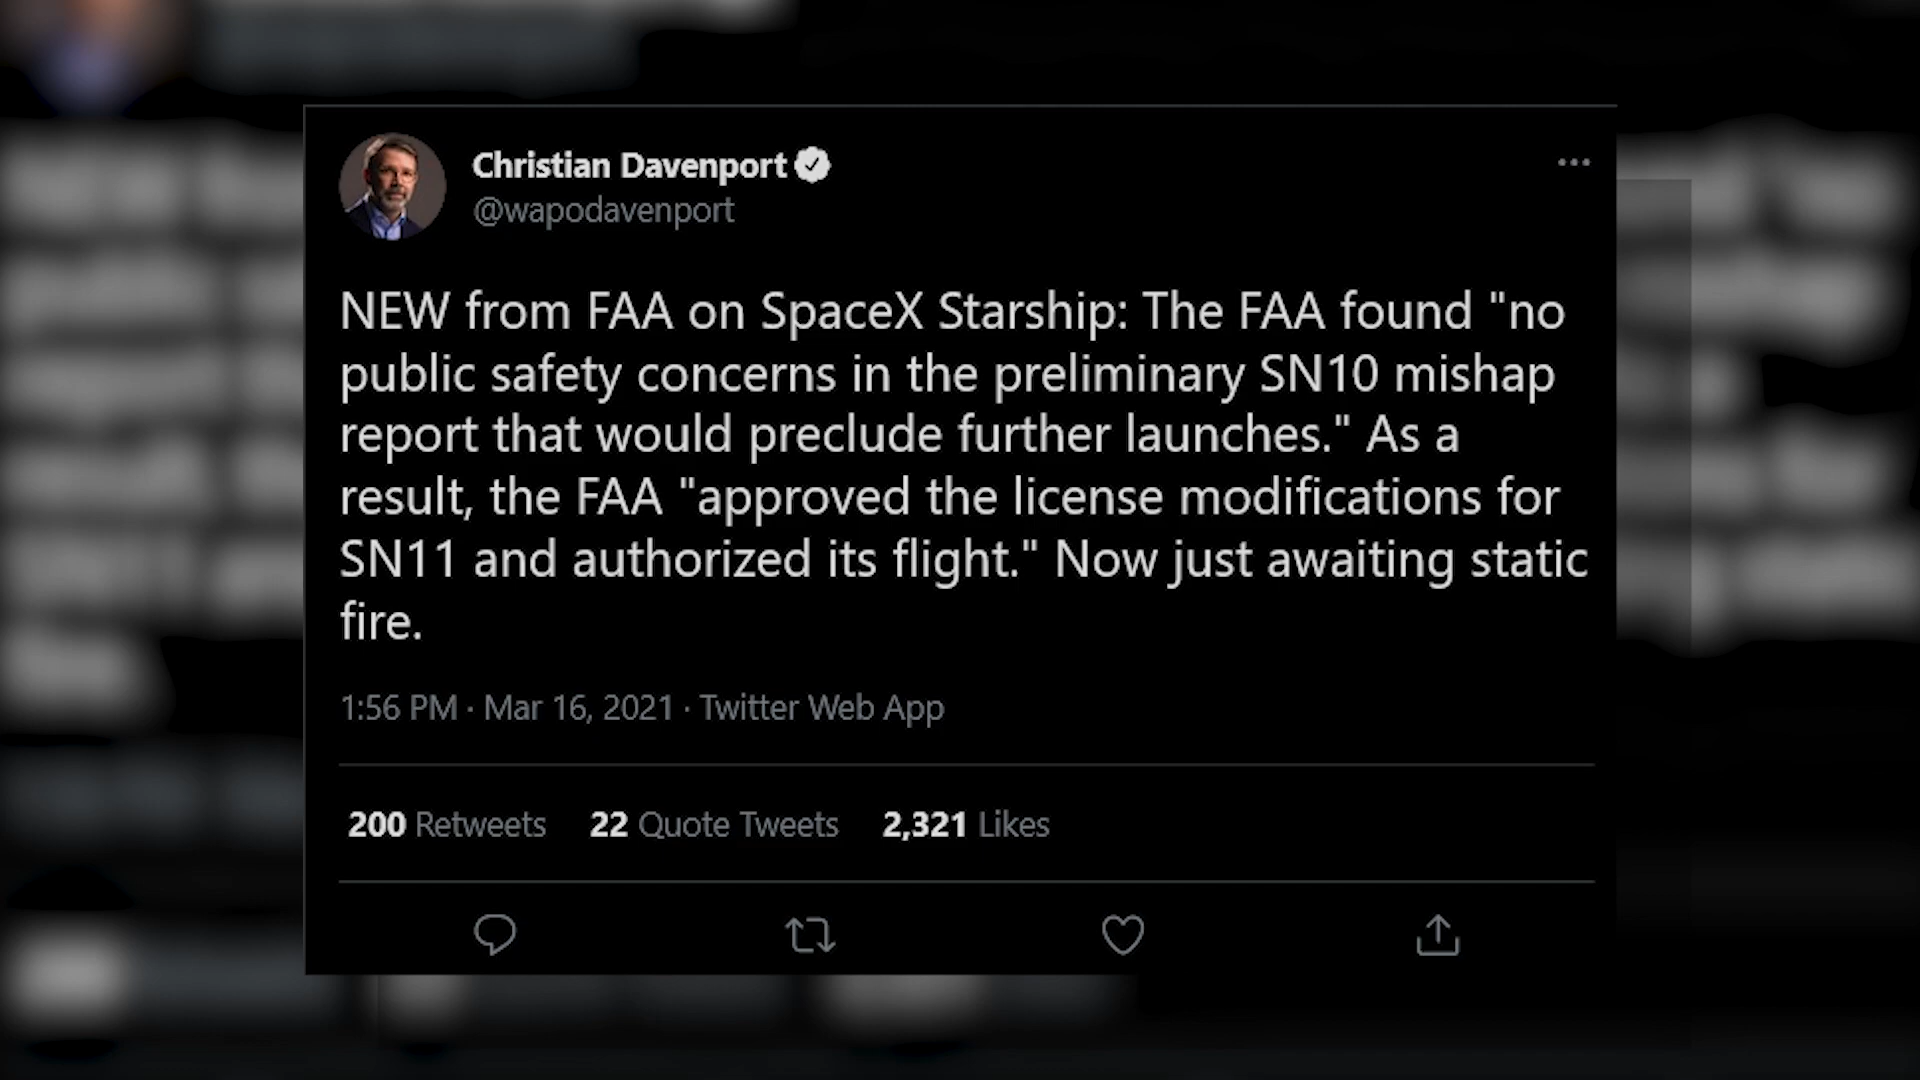 Christian Davenport
@wapodavenport
NEW from FAA on SpaceX Starship: The FAA found "no
public safety concerns in the preliminary SN10 mishap
report that would preclude further launches." As a
result, the FAA "approved the license modifications for
SN11 and authorized its flight." Now just awaiting static
fire.
1:56 PM · Mar 16, 2021 · Twitter Web App
200 Retweets 22 Quote Tweets 2,321 Likes